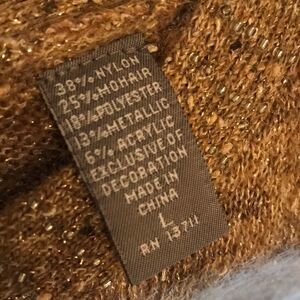 38% NYLON
25% MOHAIR
18% POLYESTER
13% METALLIC
6% ACRYLIC
EXCLUSIVE OF
DECORATION
MADE IN
CHINA
L
RN 13711